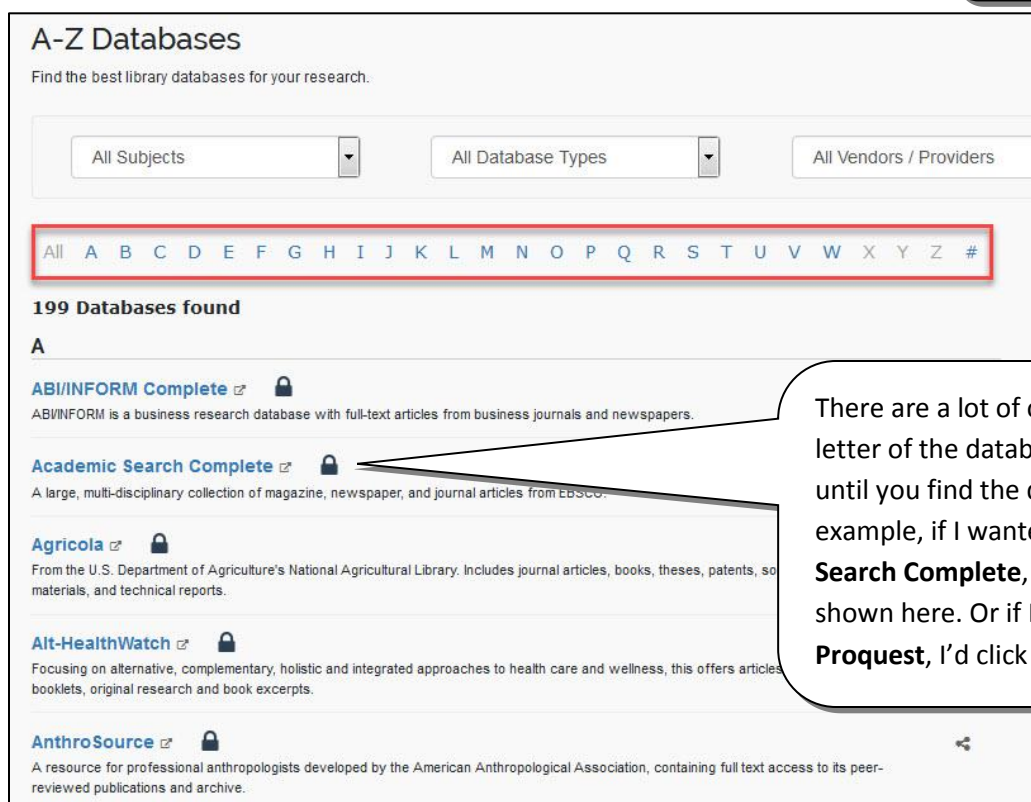 A-Z Databases
Find the best library databases for your research.
All Subjects
All Database Types
All Vendors / Providers
All A B C D E F G H I J K L M N O P Q R S T U V W X Y Z #
199 Databases found
A
ABI/INFORM Complete
ABI/INFORM is a business research database with full-text articles from business journals and newspapers.
Academic Search Complete
A large, multi-disciplinary collection of magazine, newspaper, and journal articles from EBSCO.
Agricola
From the U.S. Department of Agriculture's National Agricultural Library. Includes journal articles, books, theses, patents, so
materials, and technical reports.
Alt-HealthWatch
Focusing on alternative, complementary, holistic and integrated approaches to health care and wellness, this offers articles
booklets, original research and book excerpts.
AnthroSource
A resource for professional anthropologists developed by the American Anthropological Association, containing full text access to its peer-
reviewed publications and archive.
There are a lot of
letter of the datab
until you find the
example, if I wante
Search Complete,
shown here. Or if
Proquest, I'd click